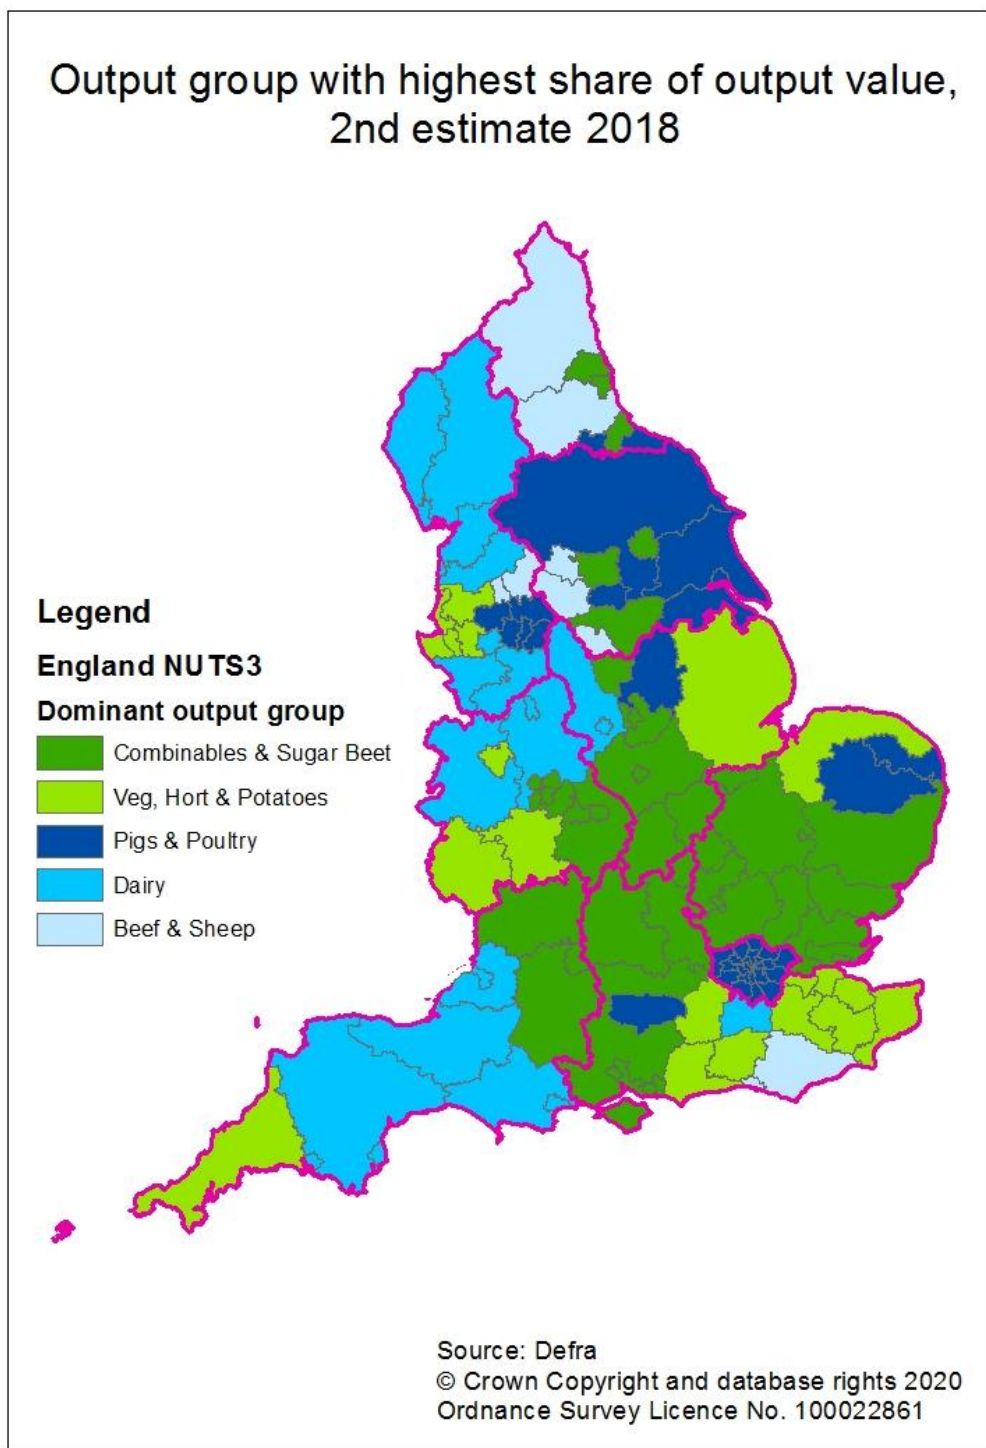 Output group with highest share of output value,
2nd estimate 2018
Legend
England NUTS3
Dominant output group
Combinables & Sugar Beet
Veg, Hort & Potatoes
Pigs & Poultry
Dairy
Beef & Sheep
Source: Defra
© Crown Copyright and database rights 2020
Ordnance Survey Licence No. 100022861